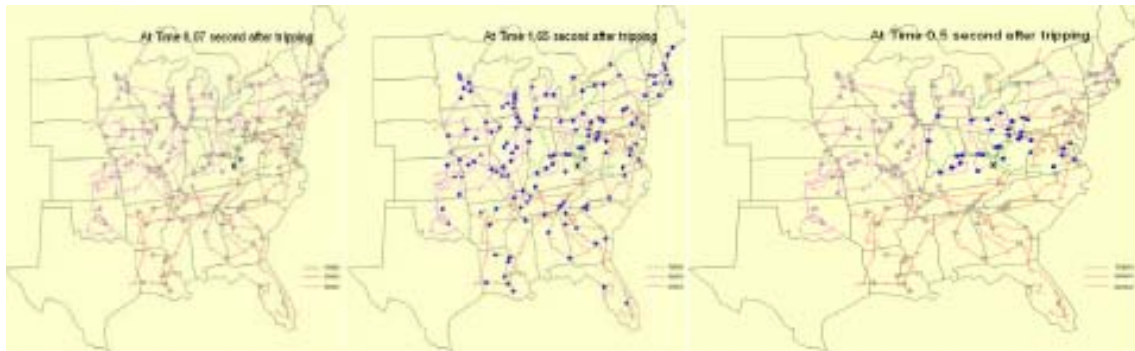 At Time 0.07 second after tripping
At Time 1.65 second after tripping
At Time 0.5 second after tripping